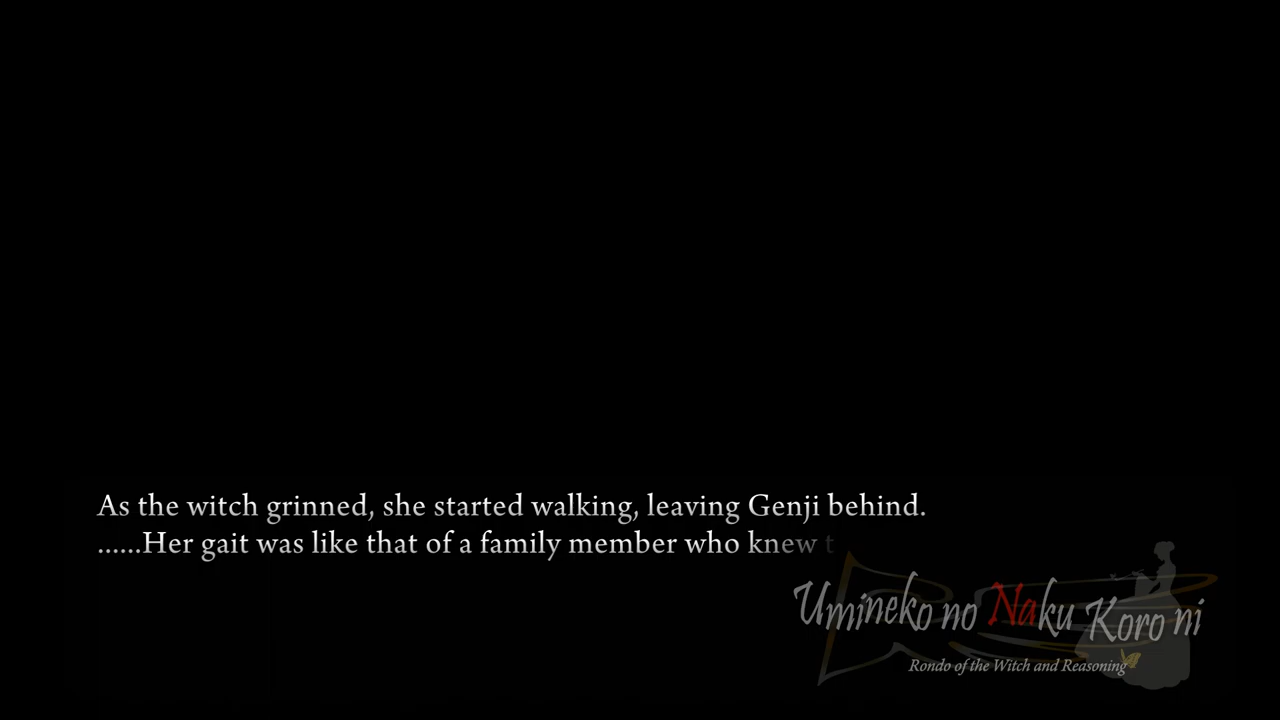 As the witch grinned, she started walking, leaving Genji behind.
......Her gait was like that of a family member who knew t
Umineko no Naku Koro ni
Rondo of the Witch and Reasoning